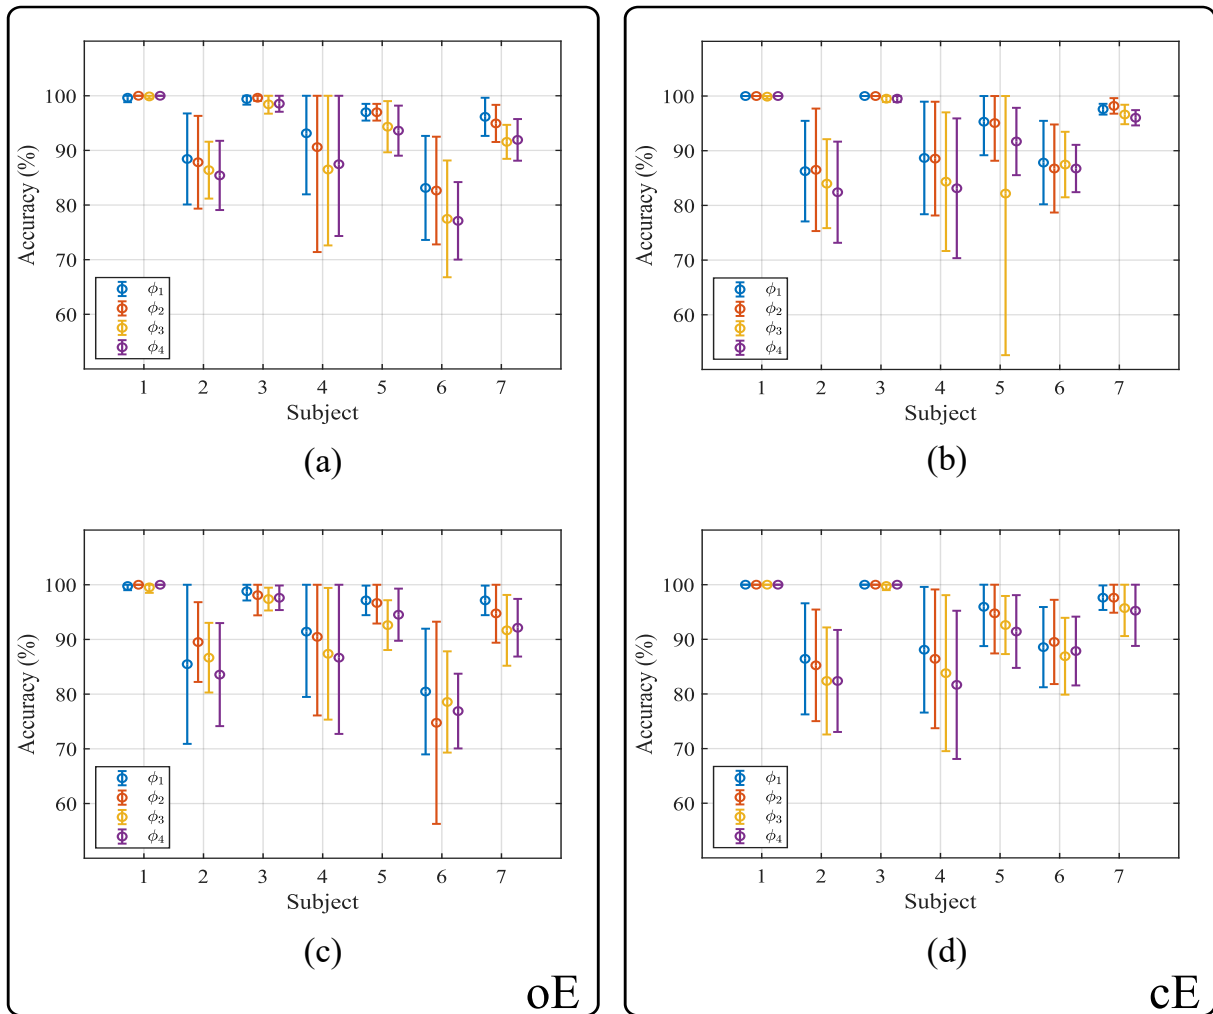 Accuracy (%)
100
90
80
70
60
ϕ1
ϕ2
ϕ3
ϕ4
1 2 3 4 5 6 7
Subject
(a)
Accuracy (%)
100
90
80
70
60
ϕ1
ϕ2
ϕ3
ϕ4
1 2 3 4 5 6 7
Subject
(b)
Accuracy (%)
100
90
80
70
60
ϕ1
ϕ2
ϕ3
ϕ4
1 2 3 4 5 6 7
Subject
(c)
oE
Accuracy (%)
100
90
80
70
60
ϕ1
ϕ2
ϕ3
ϕ4
1 2 3 4 5 6 7
Subject
(d)
cE